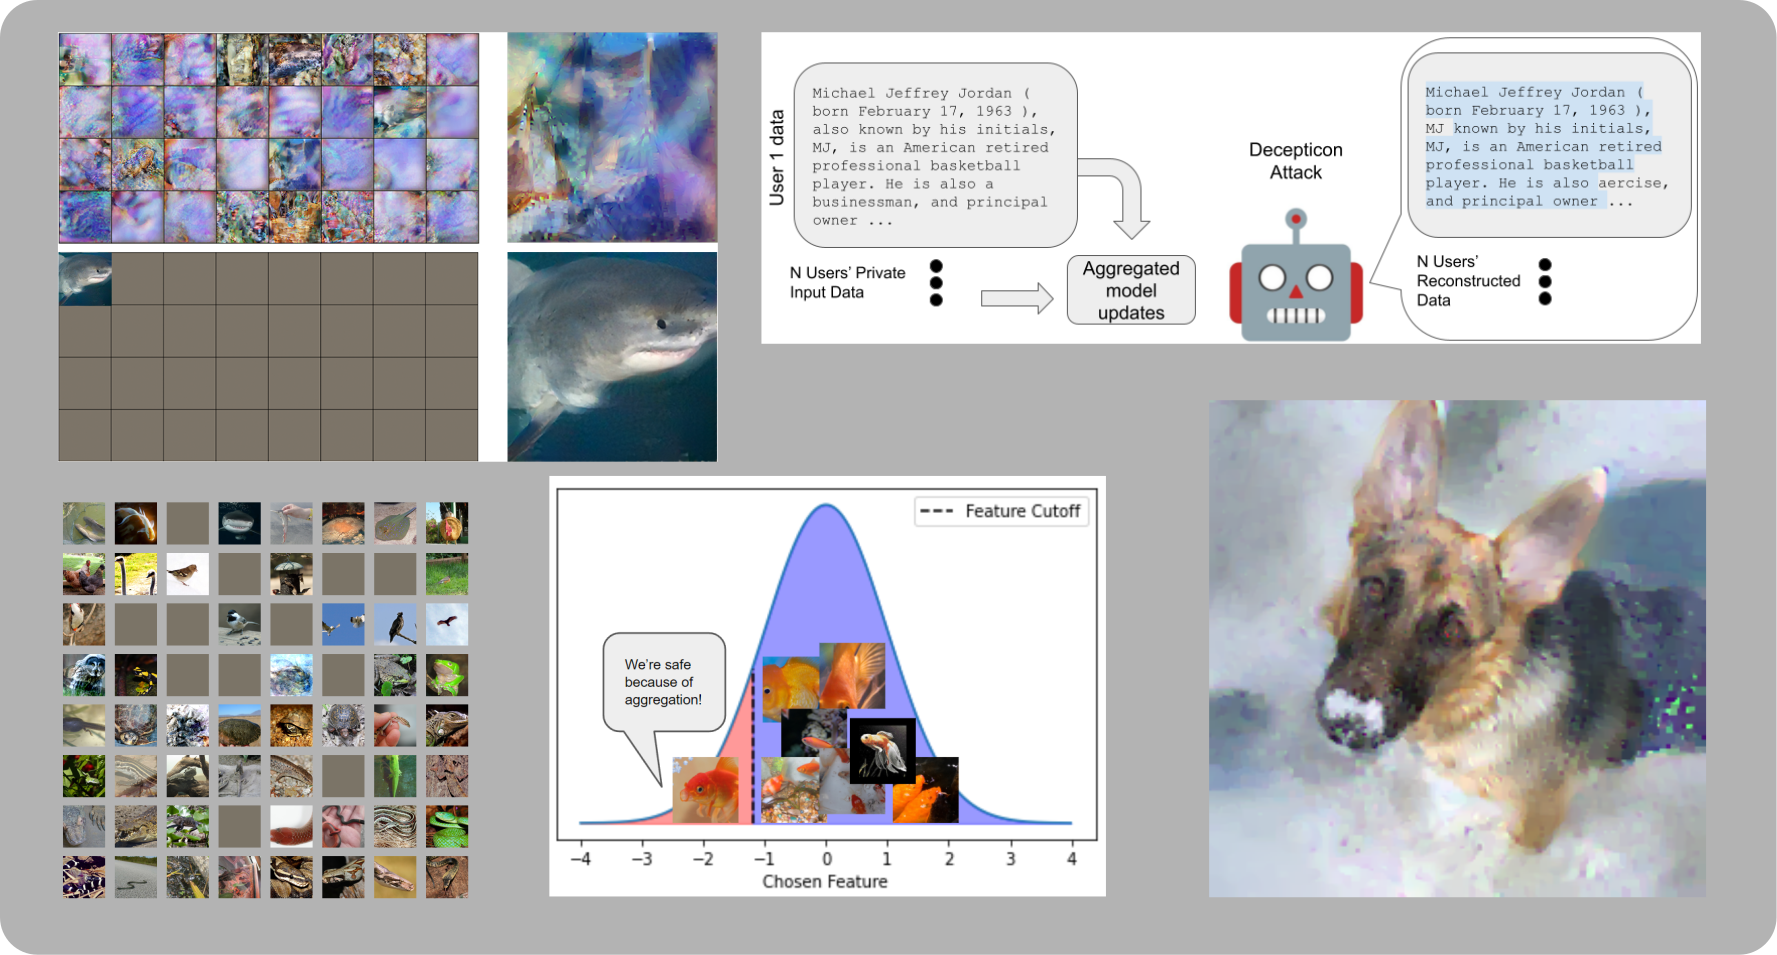 User 1 data
Michael Jeffrey Jordan (
born February 17, 1963 ),
also known by his initials,
MJ, is an American retired
professional basketball
player. He is also a
businessman, and principal
owner ...
N Users' Private
Input Data
Aggregated
model
updates
Decepticon
Attack
Michael Jeffrey Jordan (
born February 17, 1963 ),
MJ known by his initials,
MJ, is an American retired
professional basketball
player. He is also aercise,
and principal owner ...
N Users'
Reconstructed
Data
Feature Cutoff
We're safe
because of
aggregation!
−4 −3 −2 −1 0 1 2 3 4
Chosen Feature